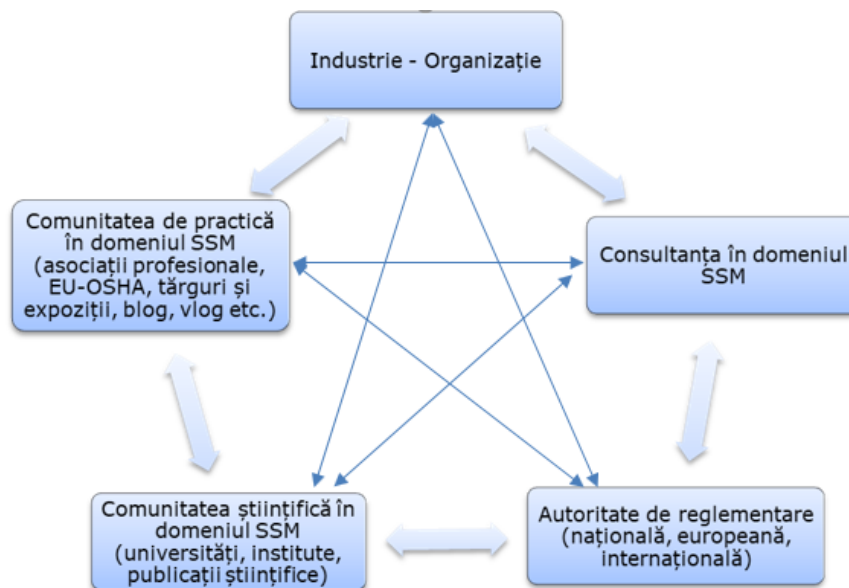 Industrie - Organizație
Comunitatea de practică
în domeniul SSM
(asociații profesionale,
EU-OSHA, târguri și
expoziții, blog, vlog etc.)
Consultanța în domeniul
SSM
Comunitatea științifică în
domeniul SSM
(universități, institute,
publicații științifice)
Autoritate de reglementare
(națională, europeană,
internațională)